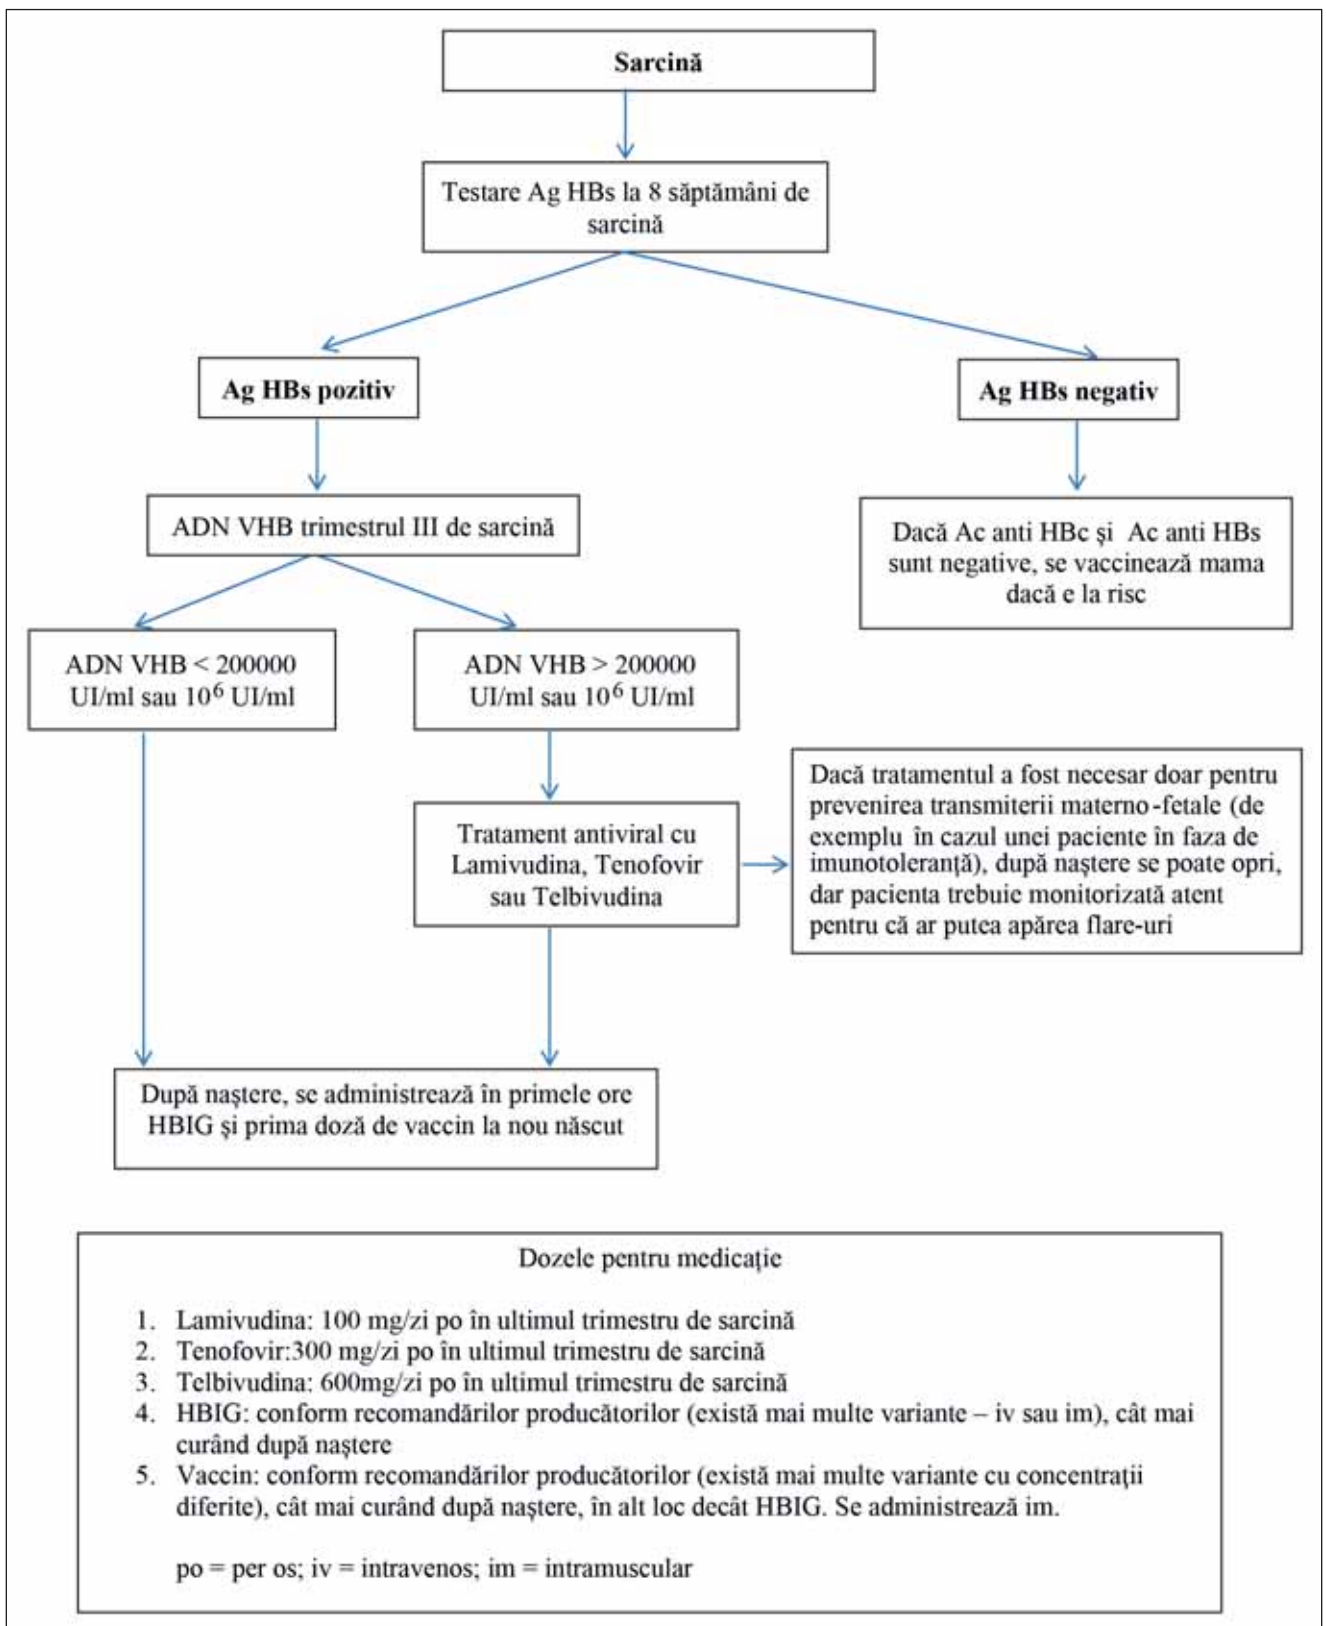 Sarcină
Testare Ag HBs la 8 săptămâni de
sarcină
Ag HBs pozitiv
Ag HBs negativ
ADN VHB trimestrul III de sarcină
Dacă Ac anti HBc și Ac anti HBs
sunt negative, se vaccinează mama
dacă e la risc
ADN VHB < 200000
UI/ml sau 10⁶ UI/ml
ADN VHB > 200000
UI/ml sau 10⁶ UI/ml
Tratament antiviral cu
Lamivudina, Tenofovir
sau Telbivudina
Dacă tratamentul a fost necesar doar pentru
prevenirea transmiterii materno-fetale (de
exemplu în cazul unei paciente în faza de
imunotoleranță), după naștere se poate opri,
dar pacienta trebuie monitorizată atent
pentru că ar putea apărea flare-uri
După naștere, se administrează în primele ore
HBIG și prima doză de vaccin la nou născut
Dozele pentru medicație
1. Lamivudina: 100 mg/zi po în ultimul trimestru de sarcină
2. Tenofovir:300 mg/zi po în ultimul trimestru de sarcină
3. Telbivudina: 600mg/zi po în ultimul trimestru de sarcină
4. HBIG: conform recomandărilor producătorilor (există mai multe variante – iv sau im), cât mai
curând după naștere
5. Vaccin: conform recomandărilor producătorilor (există mai multe variante cu concentrații
diferite), cât mai curând după naștere, în alt loc decât HBIG. Se administrează im.
po = per os; iv = intravenos; im = intramuscular